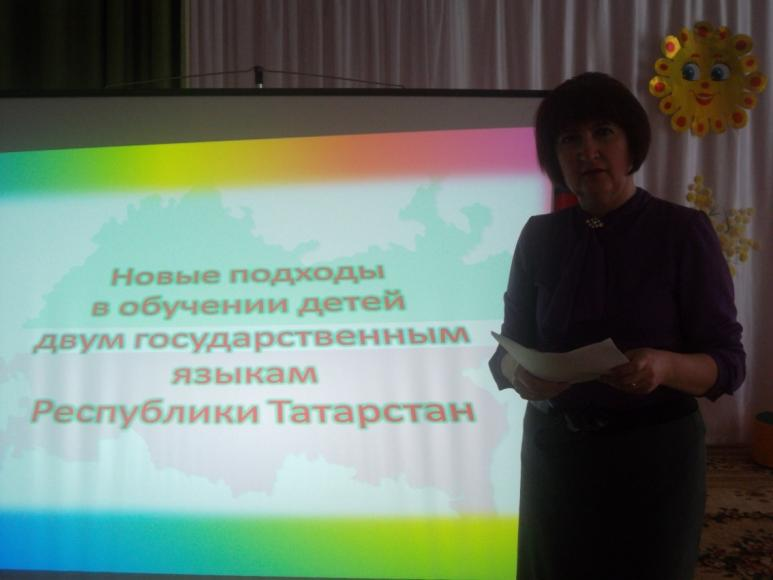 Новые подходы
в обучении детей
двум государственным
языкам
Республики Татарстан